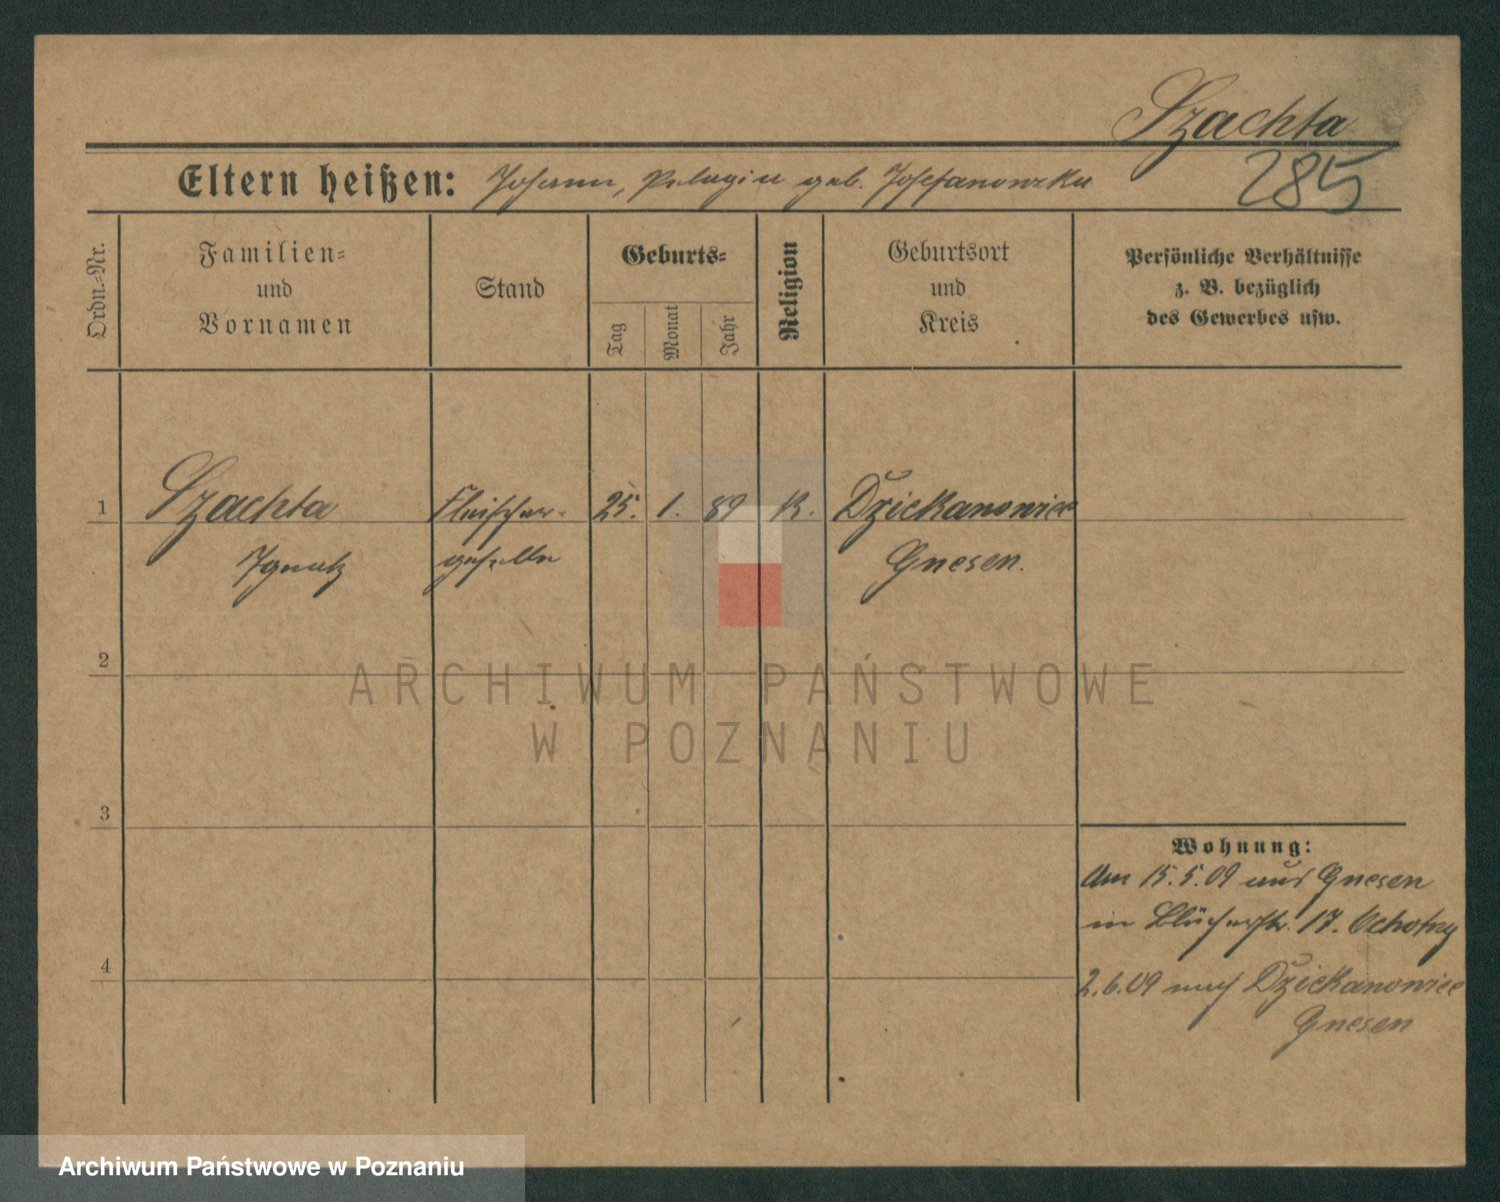 Szachta
285
Eltern heißen: Johann, Pelagia geb. Josefanowska
Ordn.-Nr.
Familien-
und
Vornamen
Stand
Geburts-
Tag
Monat
Jahr
Religion
Geburtsort
und
Kreis
Persönliche Verhältnisse
z. B. bezüglich
des Gewerbes usw.
1 Szachta Fleischer- 25. 1. 89 K. Dziekanowice
Ignatz geselle Gnesen.
2
ARCHIWUM PAŃSTWOWE
W POZNANIU
3
Wohnung:
Am 15.5.09 aus Gnesen
in Blücherstr. 17. Ochotny
4
2.6.09 nach Dziekanowice
Gnesen
Archiwum Państwowe w Poznaniu